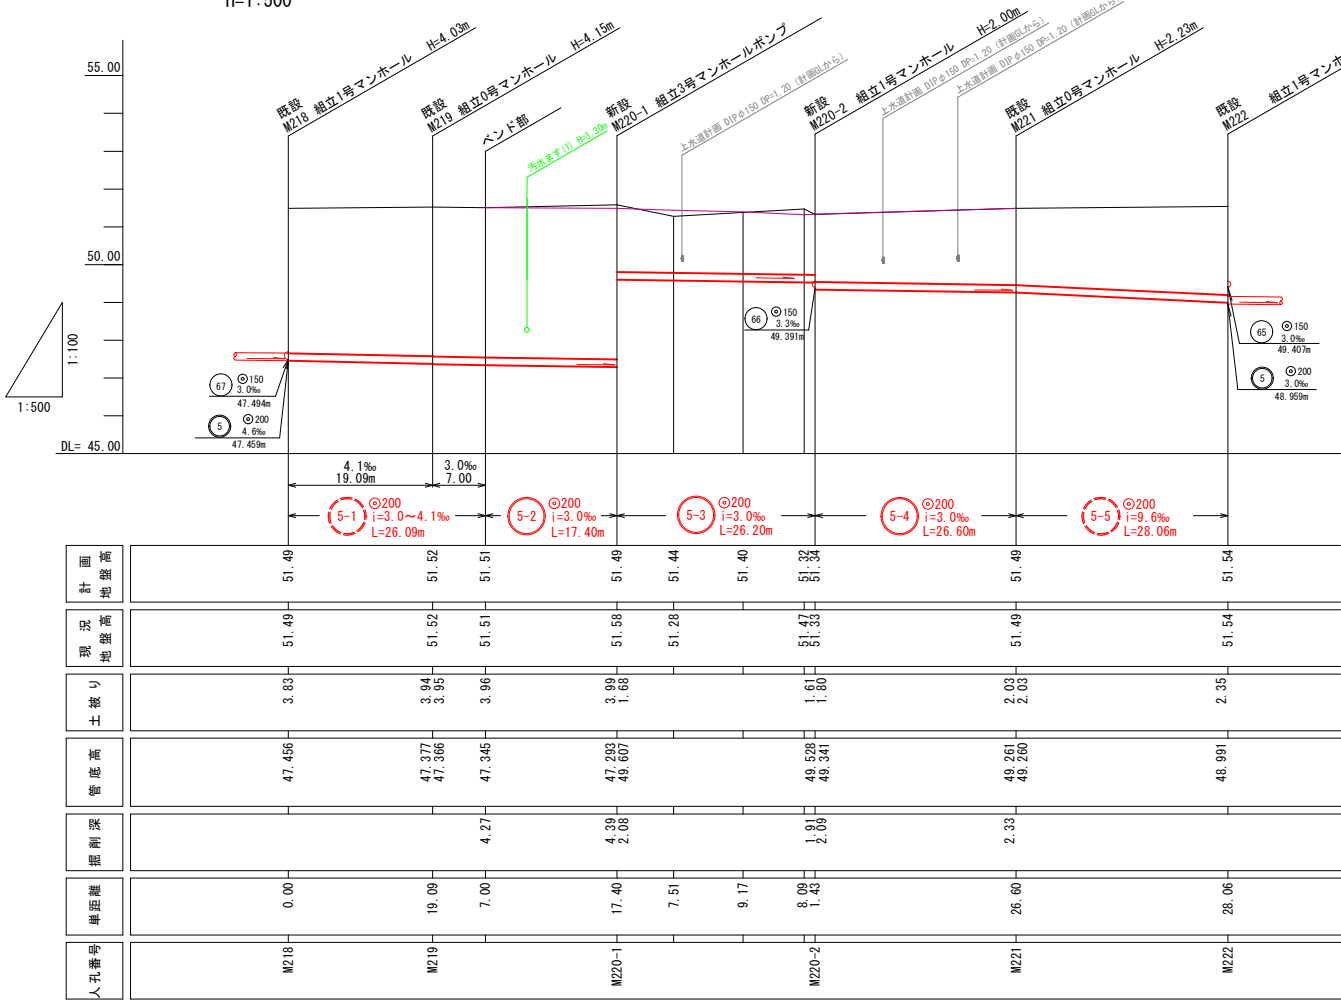 H=1:500
既設
M218 組立1号マンホール H=4.03m
既設
M219 組立0号マンホール H=4.15m
ベンド部
汚水ます(1) H=3.30m
新設
M220-1 組立3号マンホールポンプ
上水道計画 DIPφ150 DP=1.20 (計画GLから)
新設
M220-2 組立1号マンホール H=2.00m
上水道計画 DIPφ150 DP=1.20 (計画GLから)
上水道計画 DIPφ150 DP=1.20 (計画GLから)
既設
M221 組立0号マンホール H=2.23m
既設
M222 組立1号マンホ
55.00
50.00
DL= 45.00
1:100
1:500
67 ◎150
3.0‰
47.494m
5 ◎200
4.6‰
47.459m
66 ◎150
3.3‰
49.391m
65 ◎150
3.0‰
49.407m
5 ◎200
3.0‰
48.959m
4.1‰
19.09m
3.0‰
7.00
5-1 ◎200
i=3.0～4.1‰
L=26.09m
5-2 ◎200
i=3.0‰
L=17.40m
5-3 ◎200
i=3.0‰
L=26.20m
5-4 ◎200
i=3.0‰
L=26.60m
5-5 ◎200
i=9.6‰
L=28.06m
計画地盤高 51.49 51.52 51.51 51.49 51.44 51.40 51.32 51.34 51.49 51.54
現況地盤高 51.49 51.52 51.51 51.58 51.28 51.47 51.33 51.49 51.54
土被り 3.83 3.94 3.95 3.96 3.99 1.68 1.61 1.80 2.03 2.03 2.35
管底高 47.456 47.377 47.366 47.345 47.293 49.607 49.528 49.341 49.261 49.260 48.991
掘削深 4.27 4.39 2.08 1.91 2.09 2.33
単距離 0.00 19.09 7.00 17.40 7.51 9.17 8.09 1.43 26.60 28.06
人孔番号 M218 M219 M220-1 M220-2 M221 M222